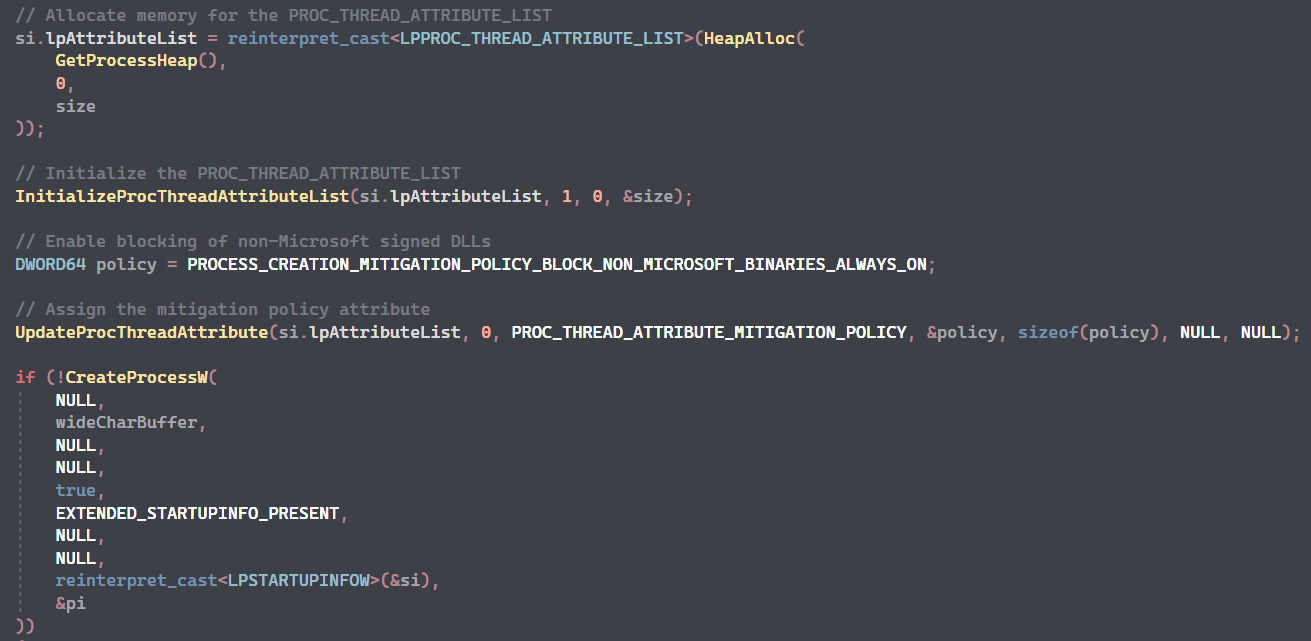 // Allocate memory for the PROC_THREAD_ATTRIBUTE_LIST
si.lpAttributeList = reinterpret_cast<LPPROC_THREAD_ATTRIBUTE_LIST>(HeapAlloc(
    GetProcessHeap(),
    0,
    size
));

// Initialize the PROC_THREAD_ATTRIBUTE_LIST
InitializeProcThreadAttributeList(si.lpAttributeList, 1, 0, &size);

// Enable blocking of non-Microsoft signed DLLs
DWORD64 policy = PROCESS_CREATION_MITIGATION_POLICY_BLOCK_NON_MICROSOFT_BINARIES_ALWAYS_ON;

// Assign the mitigation policy attribute
UpdateProcThreadAttribute(si.lpAttributeList, 0, PROC_THREAD_ATTRIBUTE_MITIGATION_POLICY, &policy, sizeof(policy), NULL, NULL);

if (!CreateProcessW(
    NULL,
    wideCharBuffer,
    NULL,
    NULL,
    true,
    EXTENDED_STARTUPINFO_PRESENT,
    NULL,
    NULL,
    reinterpret_cast<LPSTARTUPINFOW>(&si),
    &pi
))